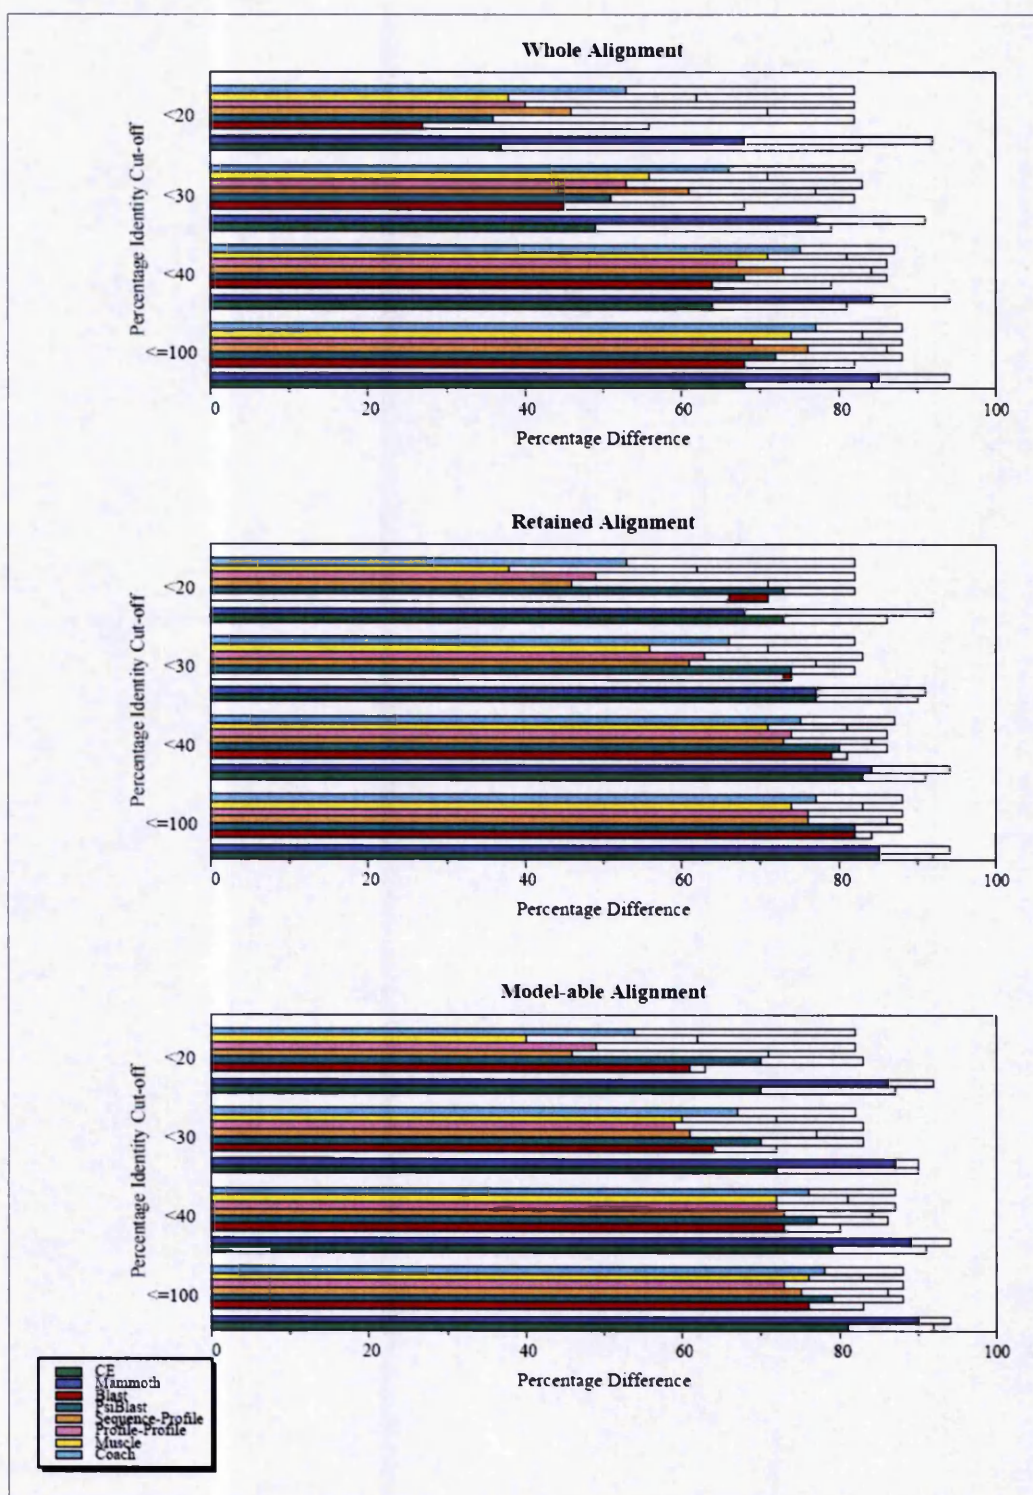 Whole Alignment
Percentage Identity Cut-off
<20
<30
<40
<=100
0 20 40 60 80 100
Percentage Difference
Retained Alignment
Percentage Identity Cut-off
<20
<30
<40
<=100
0 20 40 60 80 100
Percentage Difference
Model-able Alignment
Percentage Identity Cut-off
<20
<30
<40
<=100
0 20 40 60 80 100
Percentage Difference
CE
Mammoth
Blast
PsiBlast
Sequence-Profile
Profile-Profile
Muscle
Coach